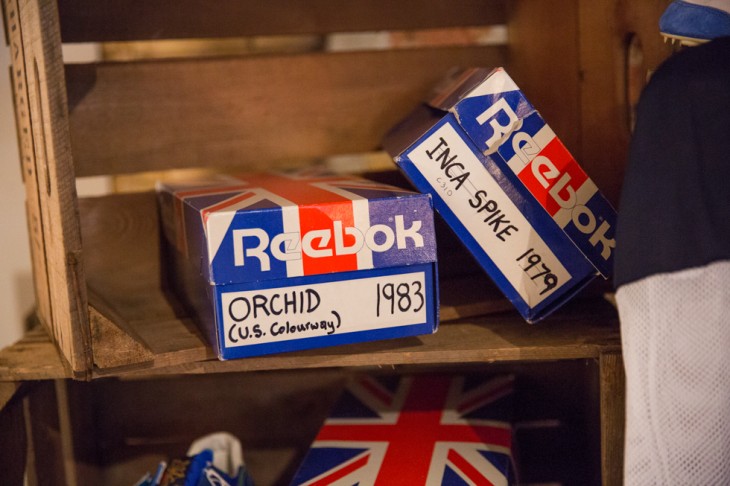 Reebok
ORCHID 1983
(U.S. Colourway)
Reebok
INCA SPIKE 1979